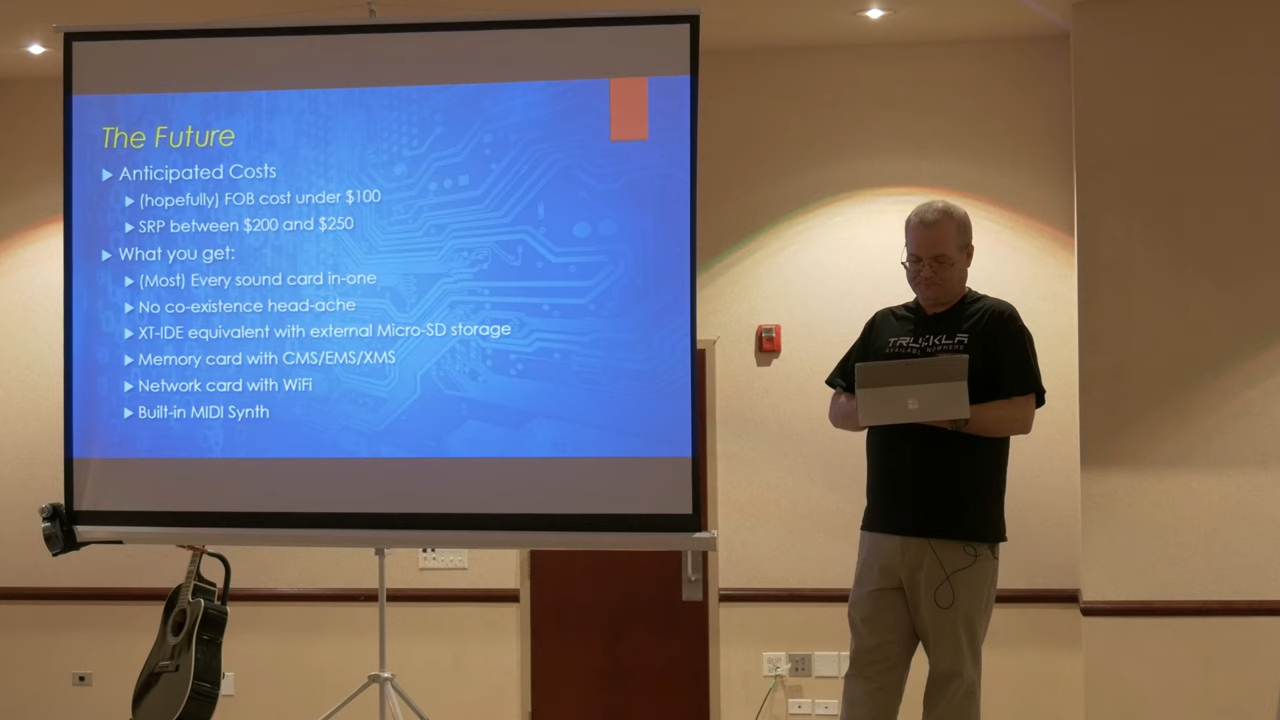 The Future
Anticipated Costs
(hopefully) FOB cost under $100
SRP between $200 and $250
What you get:
(Most) Every sound card in-one
No co-existence head-ache
XT-IDE equivalent with external Micro-SD storage
Memory card with CMS/EMS/XMS
Network card with WiFi
Built-in MIDI Synth
AVAILABLE NOWHERE